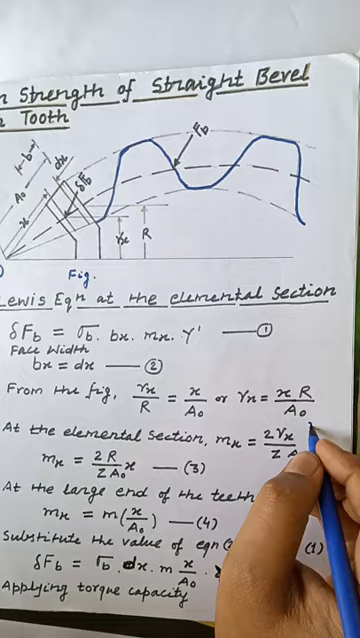 m Strength of Straight Bevel
Tooth
Fb
k-b-
dx
A0
δFb
x
rx
R
Fig.
Lewis Eqn at the elemental section
δFb = σb. bx. mx. Y' —— ①
Face Width
bx = dx —— ②
From the fig, rx/R = x/A0 or rx = xR/A0
At the elemental section, mx = 2rx/Z
mx = 2R/ZA0 x — (3)
At the large end of the teeth
mx = m(x/A0) — (4)
Substitute the value of eqn (1)
δFb = σb. dx. m x/A0.
Applying torque capacity